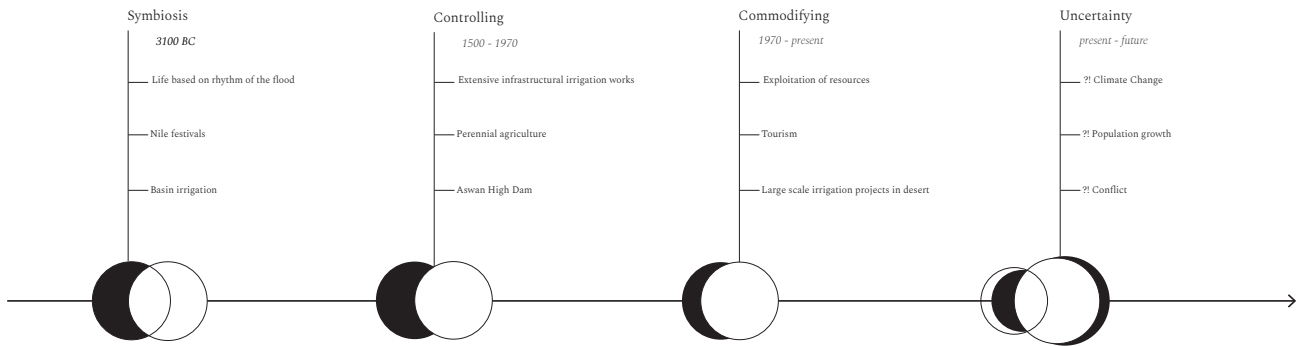 Symbiosis
3100 BC
Life based on rhythm of the flood
Nile festivals
Basin irrigation
Controlling
1500 - 1970
Extensive infrastructural irrigation works
Perennial agriculture
Aswan High Dam
Commodifying
1970 - present
Exploitation of resources
Tourism
Large scale irrigation projects in desert
Uncertainty
present - future
?! Climate Change
?! Population growth
?! Conflict